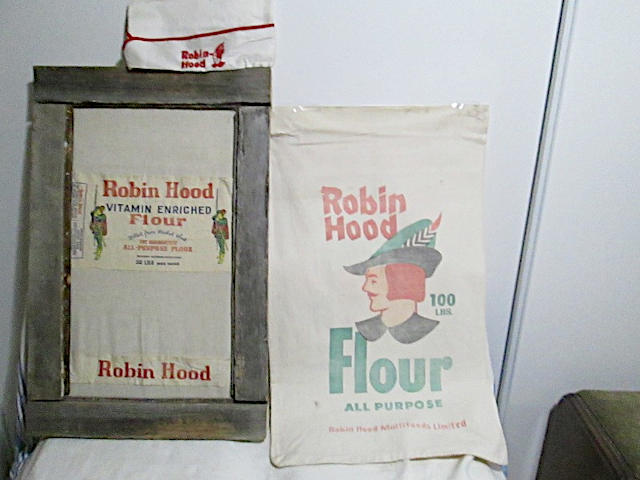 Robin
Hood
Robin Hood
VITAMIN ENRICHED
Flour
ALL-PURPOSE FLOUR
Robin Hood
Robin
Hood
100
LBS.
Flour
ALL PURPOSE
Robin Hood Multifoods Limited